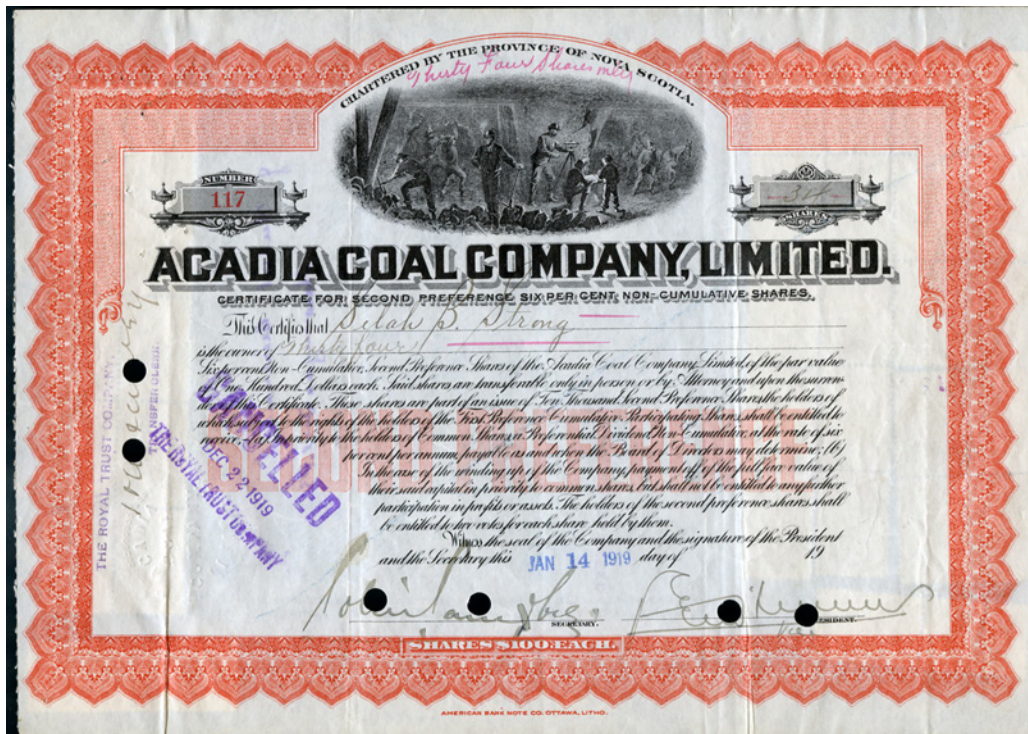 CHARTERED BY THE PROVINCE OF NOVA SCOTIA.
Thirty Four Shares only
NUMBER
117
34
SHARES
ACADIA COAL COMPANY, LIMITED.
CERTIFICATE FOR SECOND PREFERENCE SIX PER CENT NON-CUMULATIVE SHARES.
This Certifies that Selah B. Strong
is the owner of Thirty four
Six per cent Non-Cumulative, Second Preference Shares of the Acadia Coal Company, Limited, of the par value
of One Hundred Dollars each. Said shares are transferable only in person or by Attorney and upon the surren-
der of this Certificate. These shares are part of an issue of Ten Thousand Second Preference Shares, the holders of
which subject to the rights of the holders of the First Preference Cumulative Participating Shares shall be entitled to
receive: (a) In priority to the holders of Common Shares, a Preferential Dividend, Non-Cumulative, at the rate of six
per cent per annum, payable as and when the Board of Directors may determine; (b)
In the case of the winding up of the Company, payment off of the full face value of
their said capital in priority to common shares, but shall not be entitled to any further
participation in profits or assets. The holders of the second preference shares shall
be entitled to two votes for each share held by them.
Witness the seal of the Company and the signature of the President
and the Secretary this JAN 14 1919 day of 19
SECRETARY.
Vice PRESIDENT.
SECOND PREFERENCE
CANCELLED
DEC 22 1919
THE ROYAL TRUST COMPANY
THE ROYAL TRUST COMPANY,
TRANSFER CLERK
SHARES $100. EACH.
AMERICAN BANK NOTE CO. OTTAWA, LITHO.